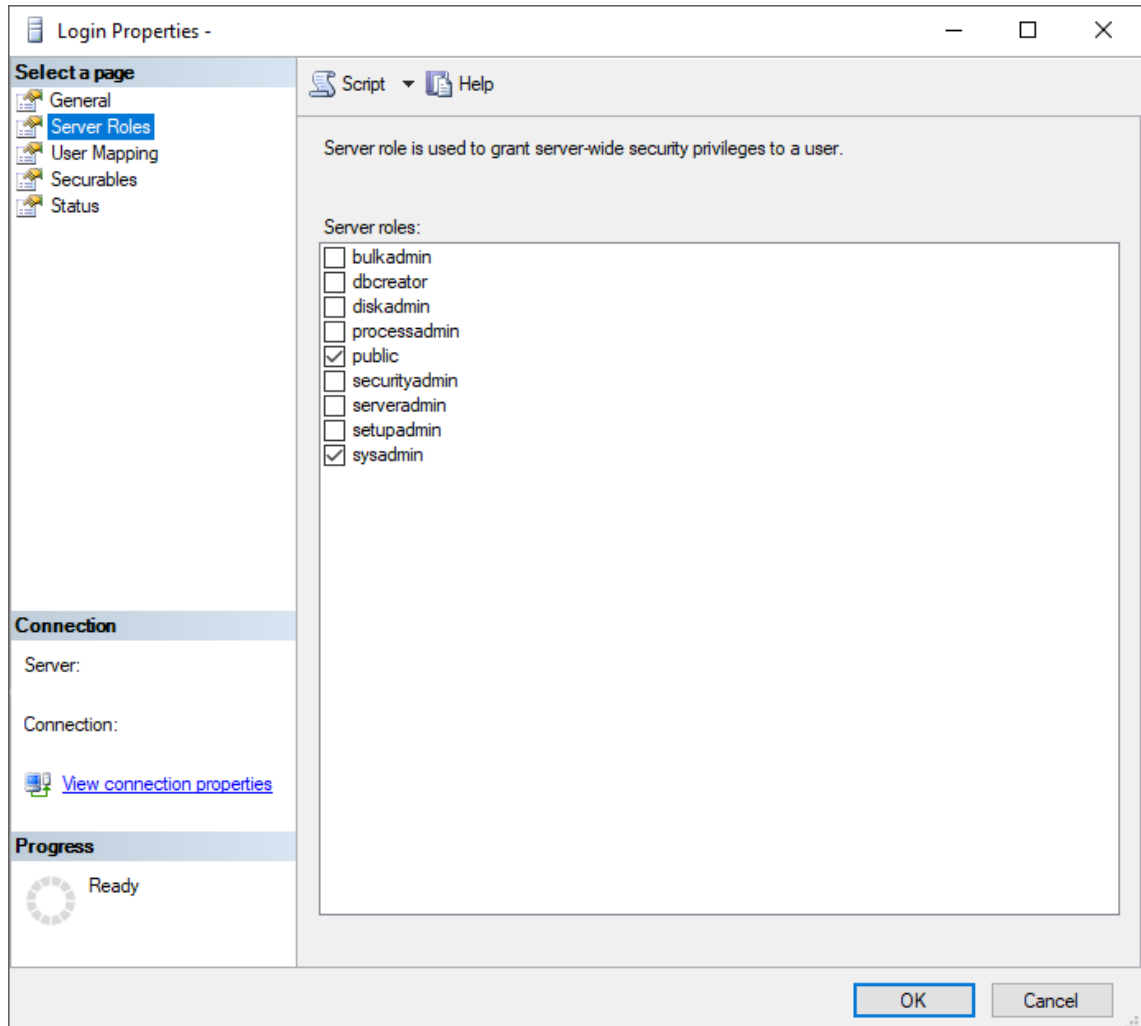 Login Properties -
Select a page
General
Server Roles
User Mapping
Securables
Status
Connection
Server:
Connection:
View connection properties
Progress
Ready
Script Help
Server role is used to grant server-wide security privileges to a user.
Server roles:
bulkadmin
dbcreator
diskadmin
processadmin
public
securityadmin
serveradmin
setupadmin
sysadmin
OK Cancel